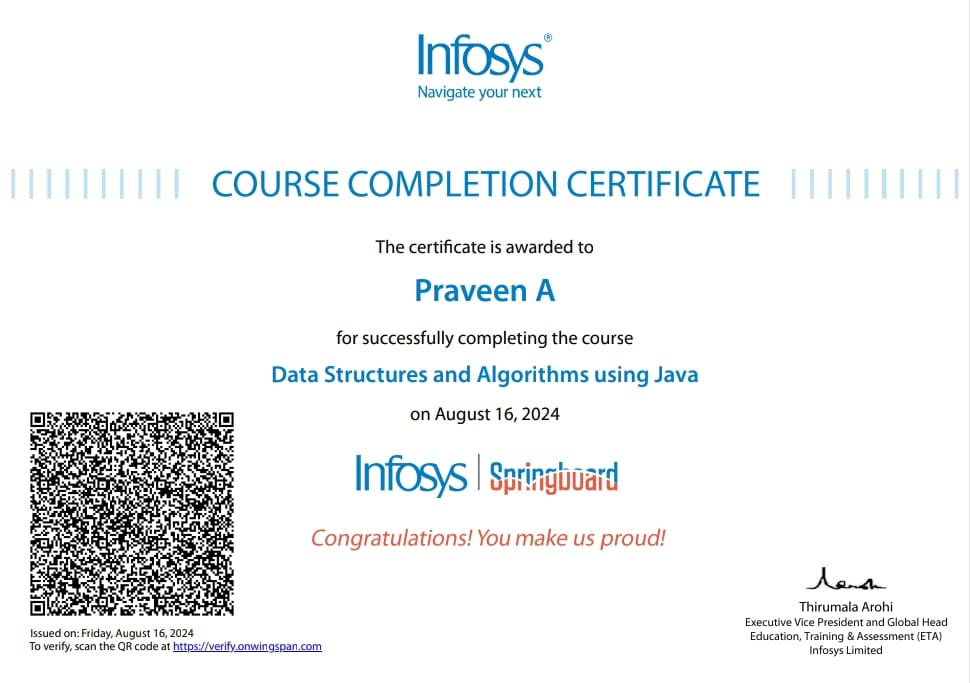 Infosys®
Navigate your next
COURSE COMPLETION CERTIFICATE
The certificate is awarded to
Praveen A
for successfully completing the course
Data Structures and Algorithms using Java
on August 16, 2024
Infosys | Springboard
Congratulations! You make us proud!
Issued on: Friday, August 16, 2024
To verify, scan the QR code at https://verify.onwingspan.com
Thirumala Arohi
Executive Vice President and Global Head
Education, Training & Assessment (ETA)
Infosys Limited